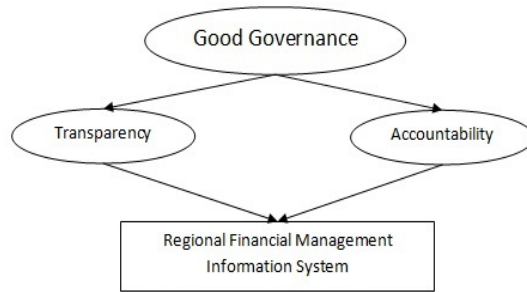 Good Governance
Transparency
Accountability
Regional Financial Management
Information System